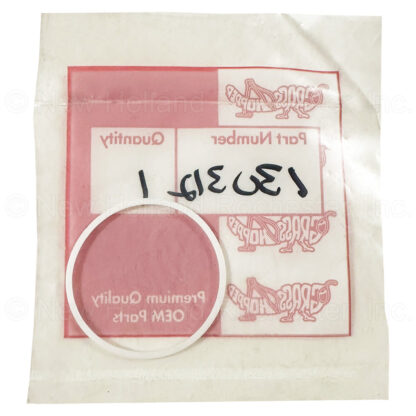 GRASSHOPPER
Part Number Quantity
130312 1
GRASSHOPPER
GRASSHOPPER
Premium Quality
OEM Parts